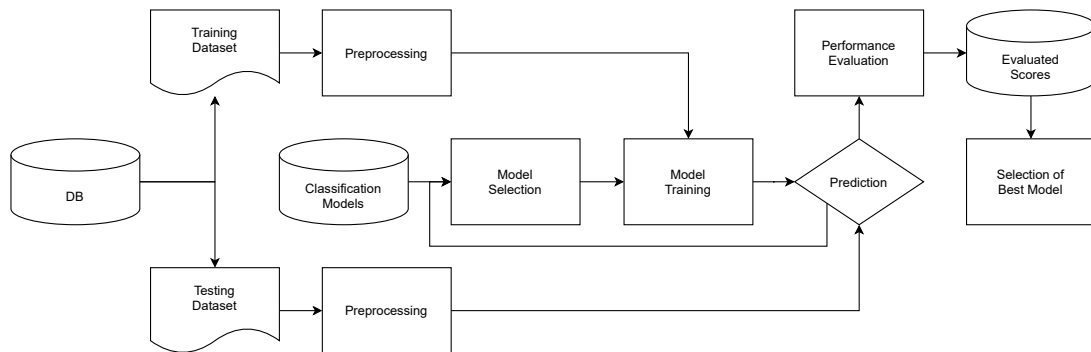 Training
Dataset
Preprocessing
Performance
Evaluation
Evaluated
Scores
DB
Classification
Models
Model
Selection
Model
Training
Prediction
Selection of
Best Model
Testing
Dataset
Preprocessing